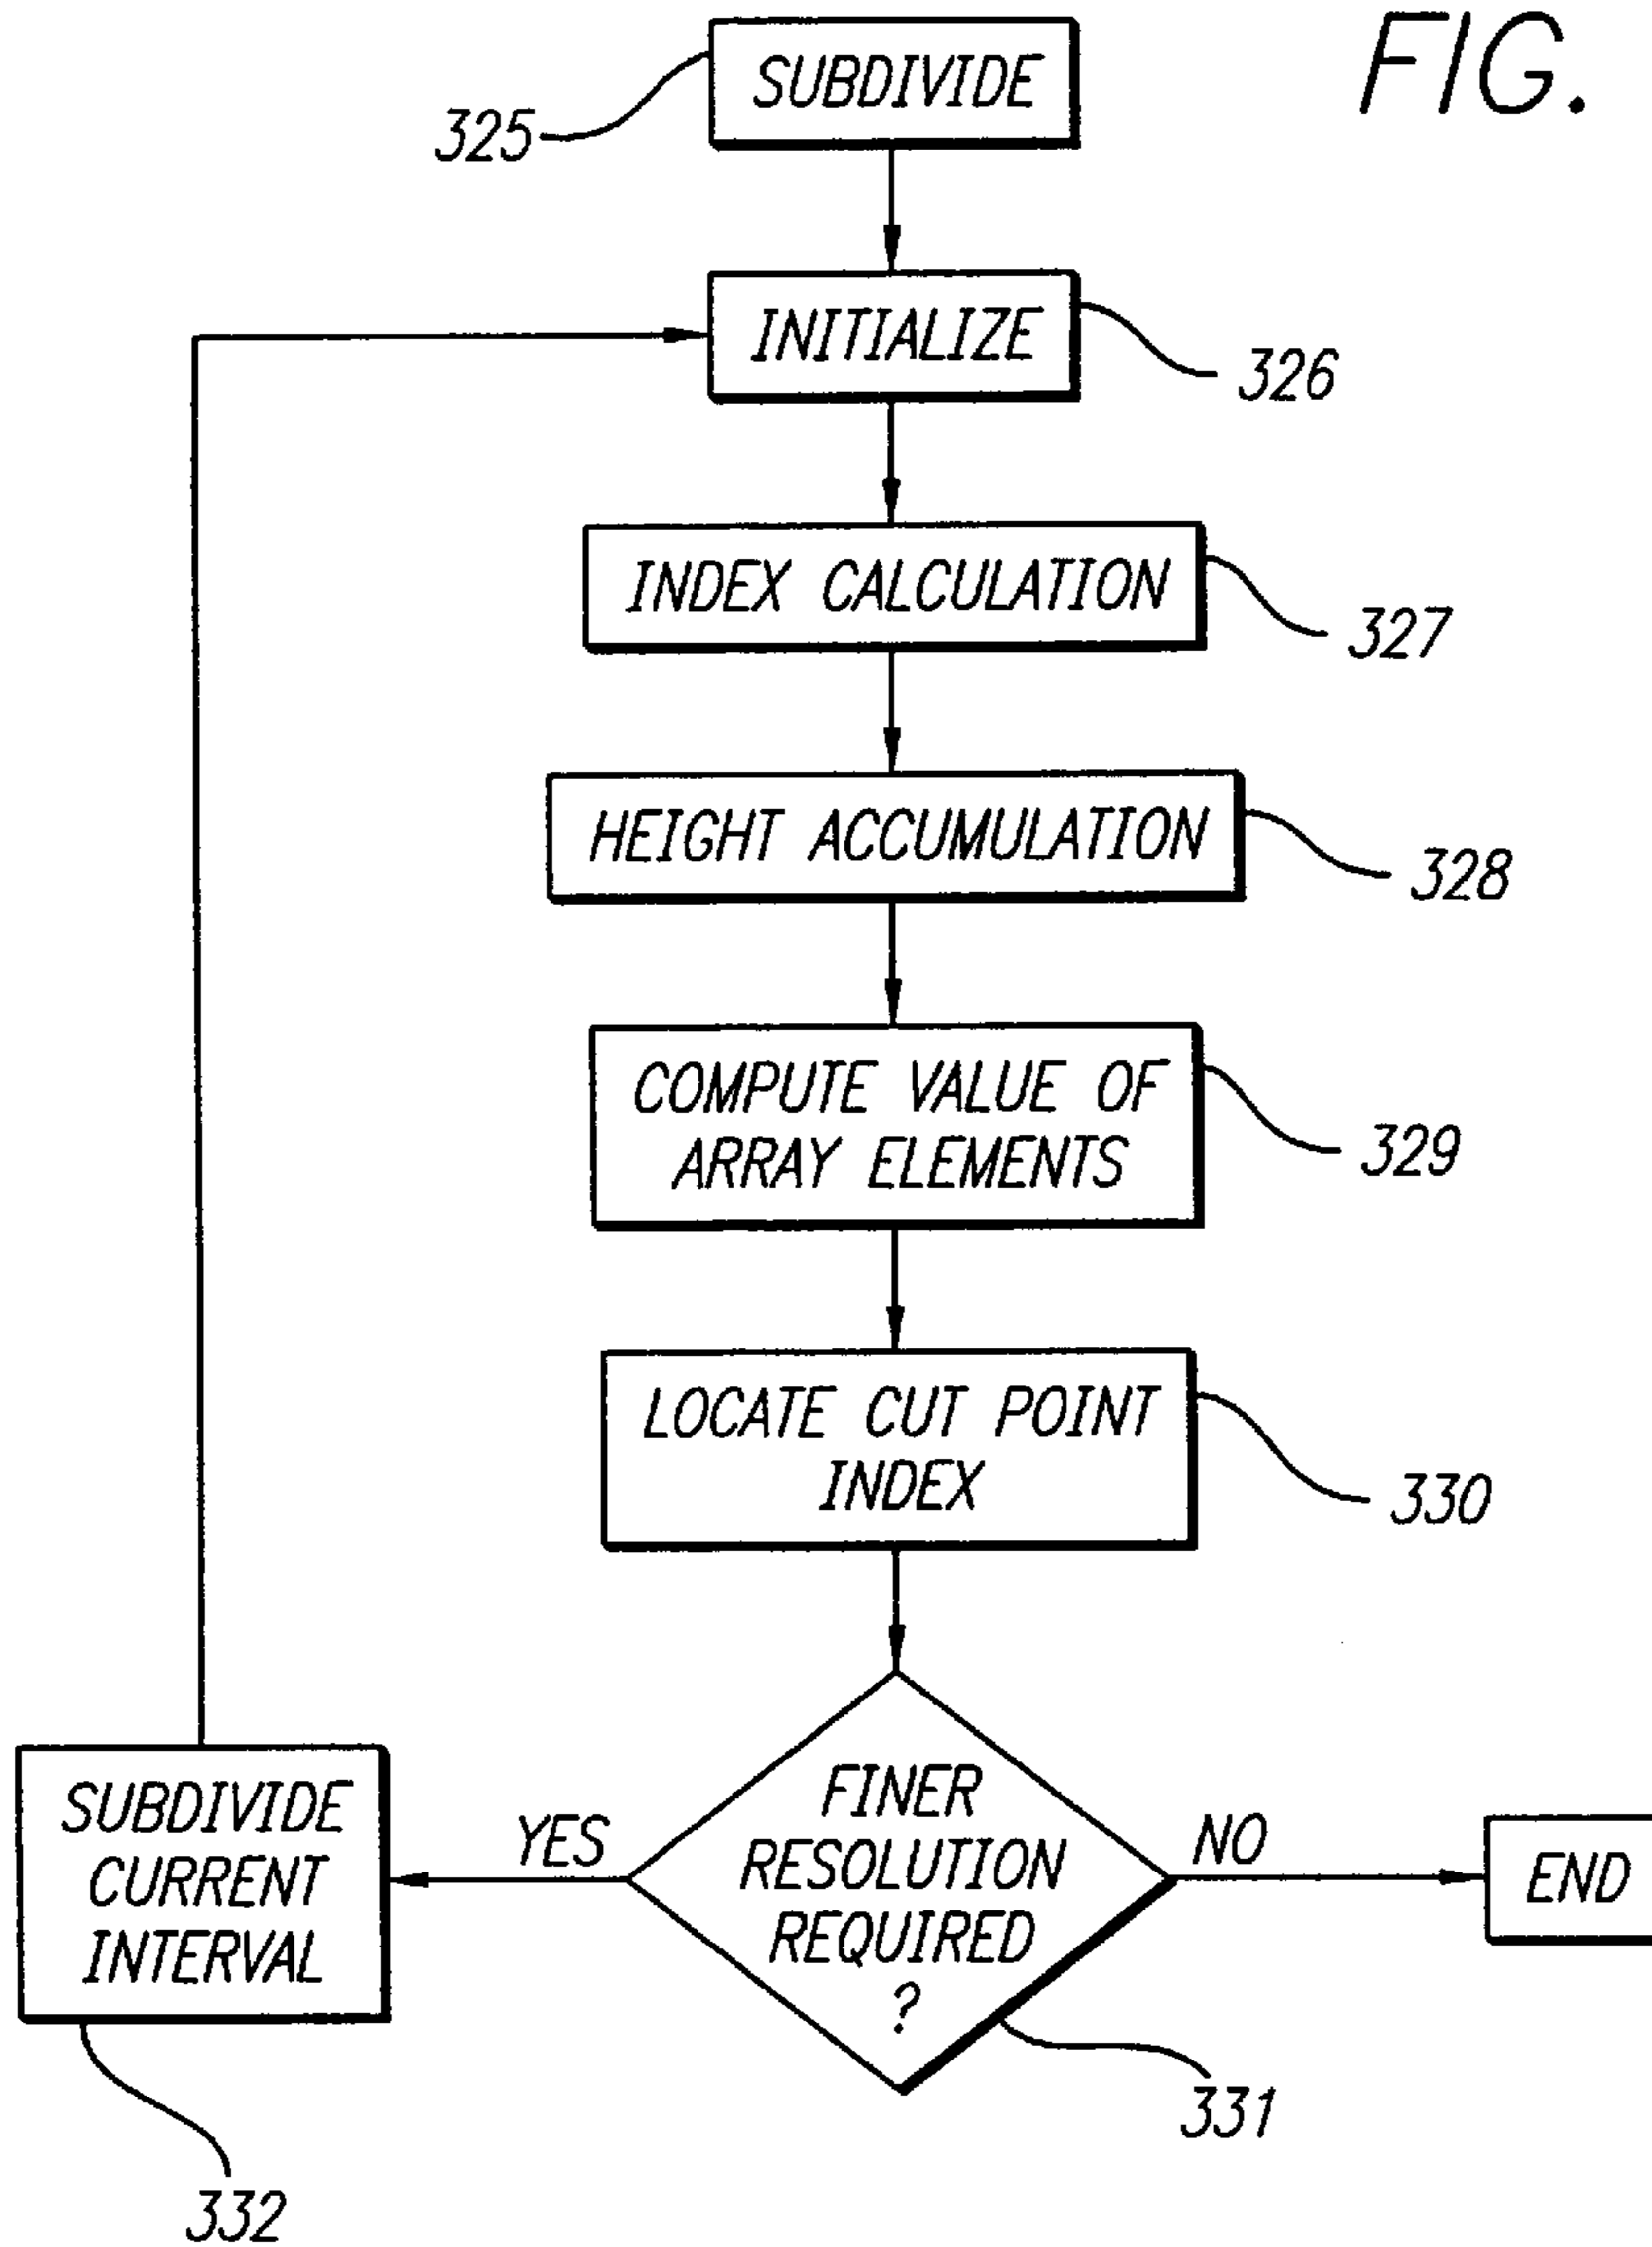 FIG.
SUBDIVIDE
325
INITIALIZE
326
INDEX CALCULATION
327
HEIGHT ACCUMULATION
328
COMPUTE VALUE OF
ARRAY ELEMENTS
329
LOCATE CUT POINT
INDEX
330
FINER
RESOLUTION
REQUIRED
?
331
YES
NO
END
SUBDIVIDE
CURRENT
INTERVAL
332